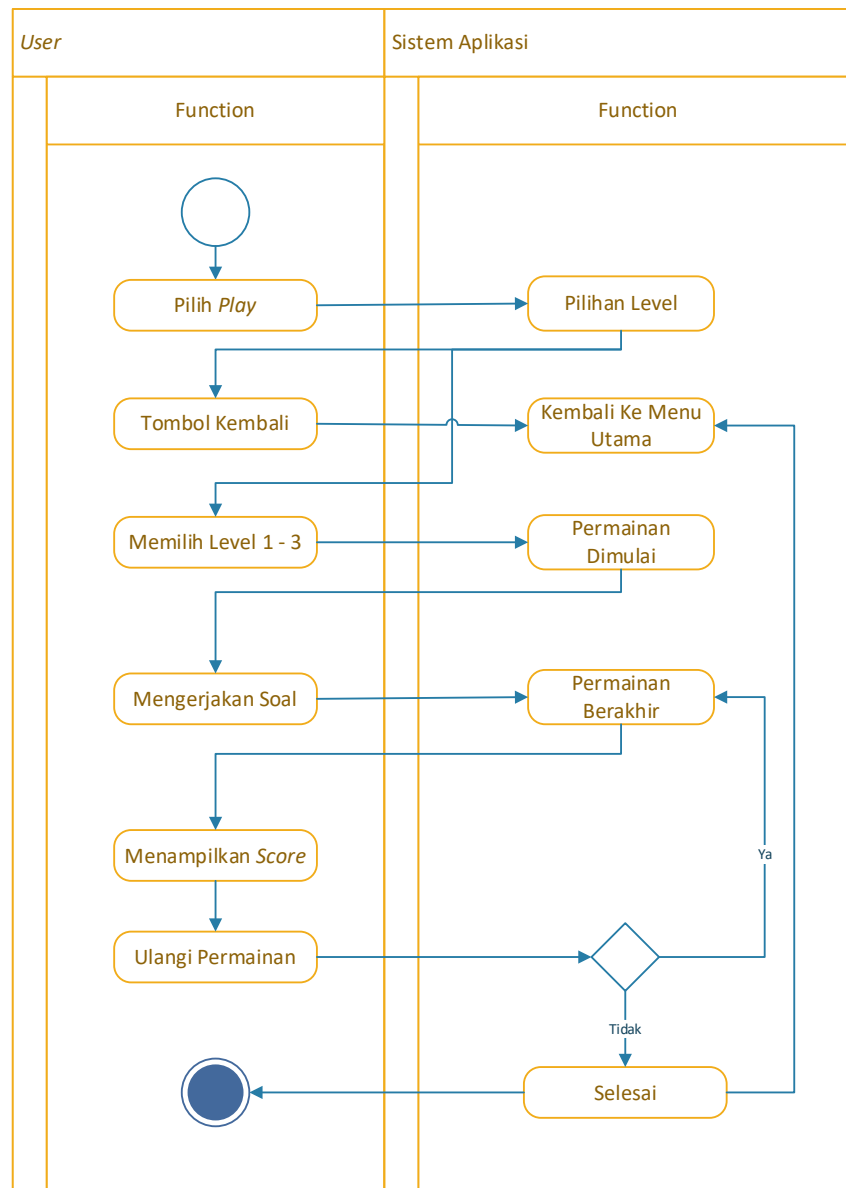 User
Sistem Aplikasi
Function
Function
Pilih Play
Pilihan Level
Tombol Kembali
Kembali Ke Menu
Utama
Memilih Level 1 - 3
Permainan
Dimulai
Mengerjakan Soal
Permainan
Berakhir
Menampilkan Score
Ya
Ulangi Permainan
Tidak
Selesai